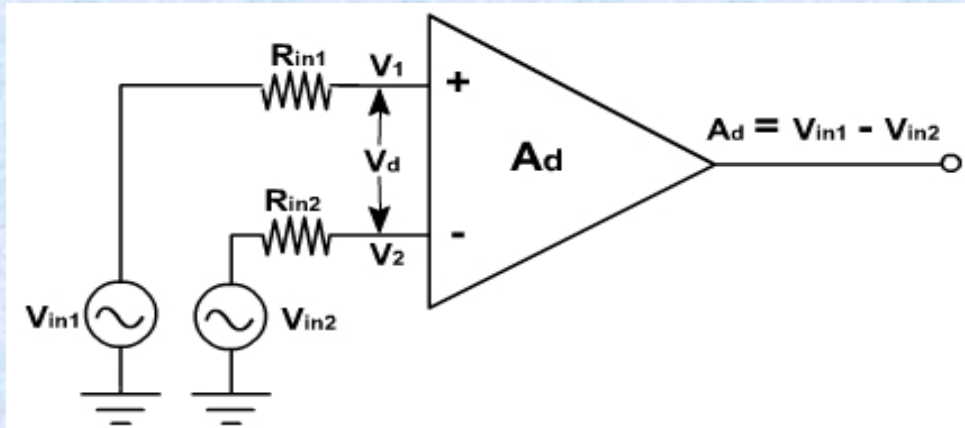 Rin1
V1
+
Ad = Vin1 - Vin2
Vd
Ad
Rin2
-
V2
Vin1
Vin2